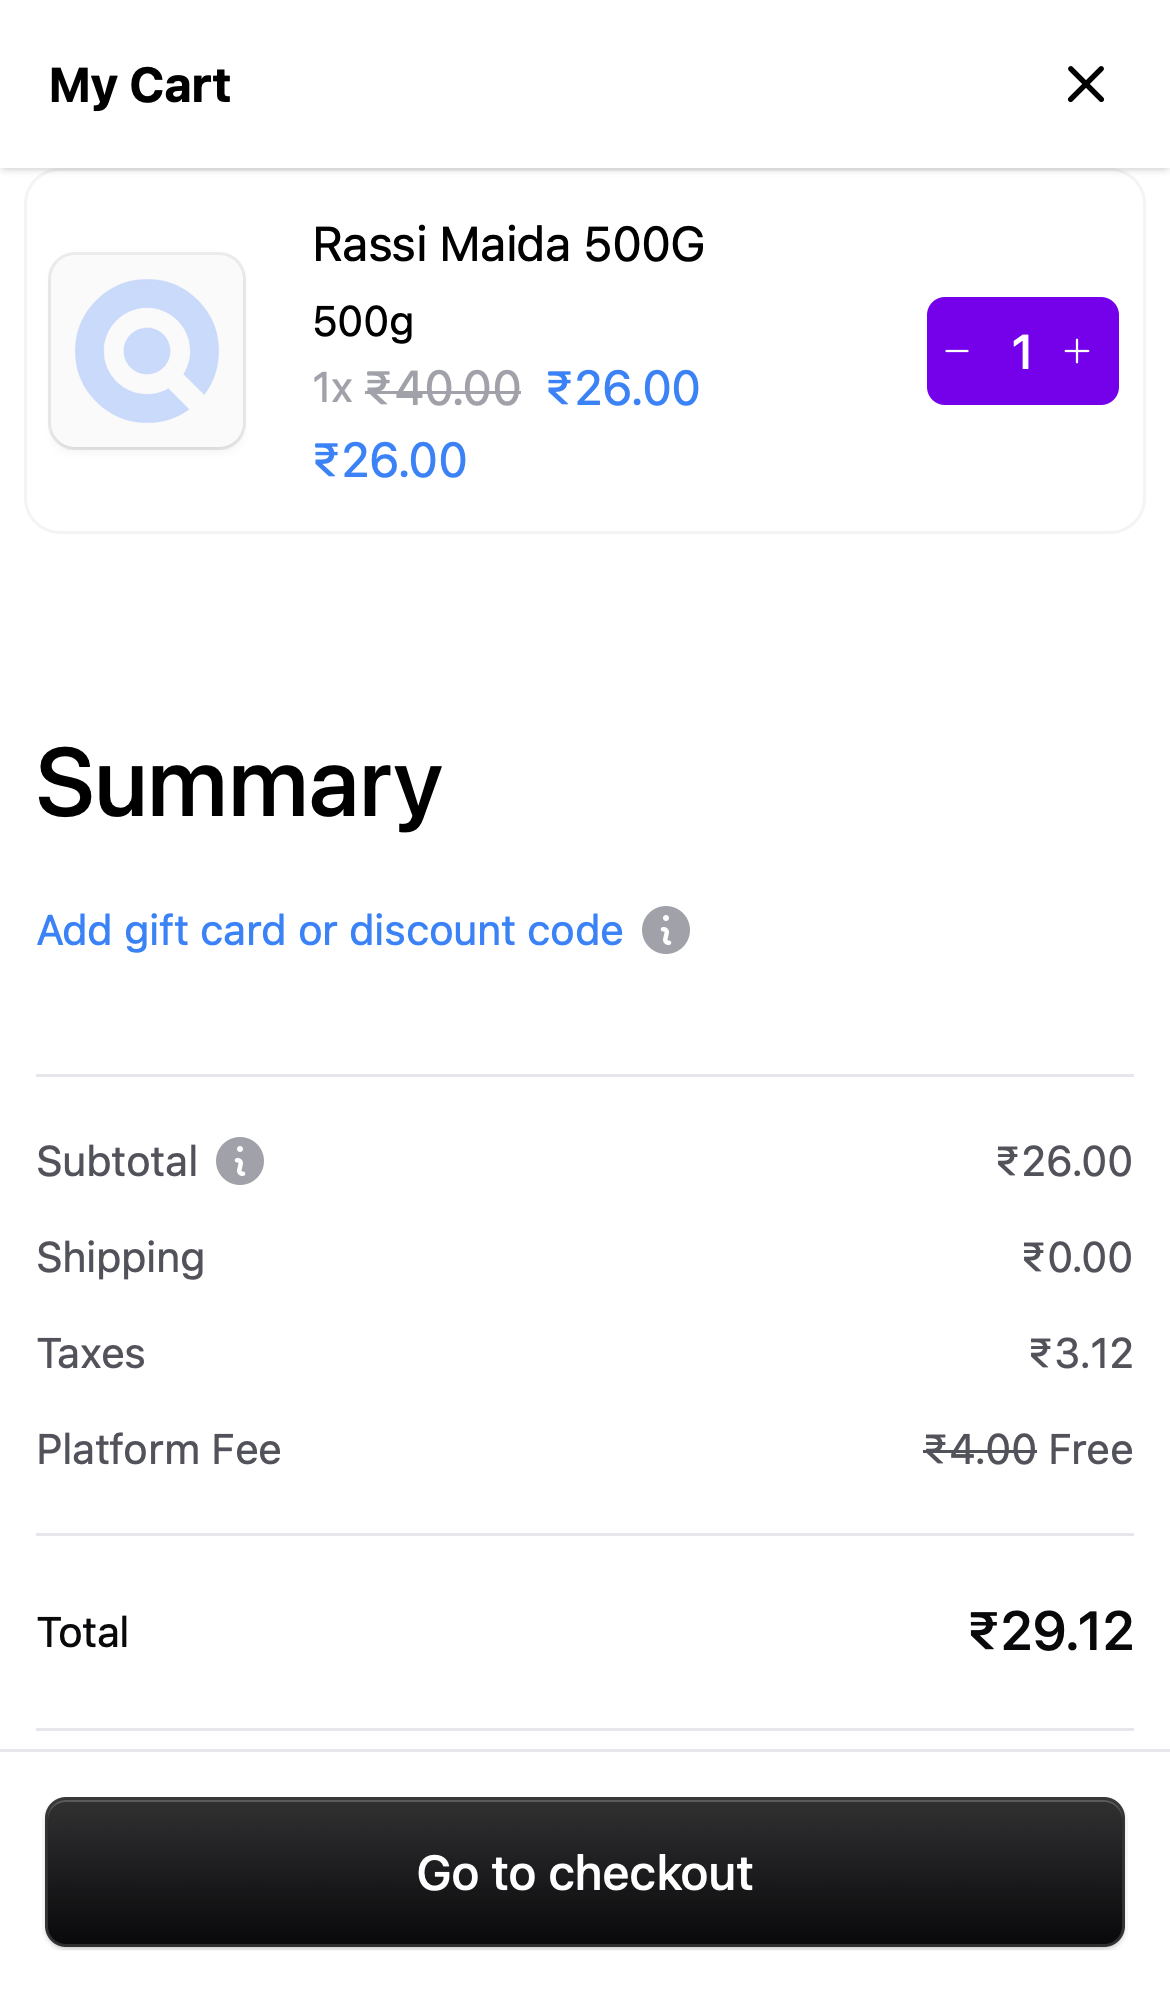 My Cart
Rassi Maida 500G
500g
1x ₹40.00 ₹26.00
₹26.00
1
Summary
Add gift card or discount code
Subtotal ₹26.00
Shipping ₹0.00
Taxes ₹3.12
Platform Fee ₹4.00 Free
Total ₹29.12
Go to checkout